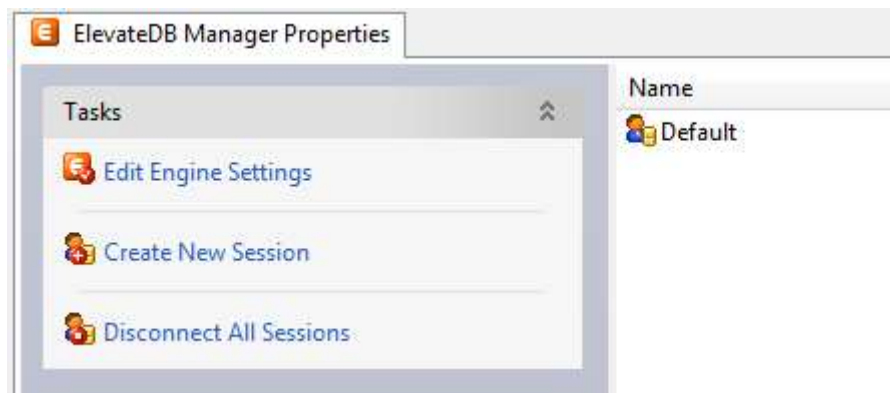 ElevateDB Manager Properties
Tasks
Edit Engine Settings
Create New Session
Disconnect All Sessions
Name
Default